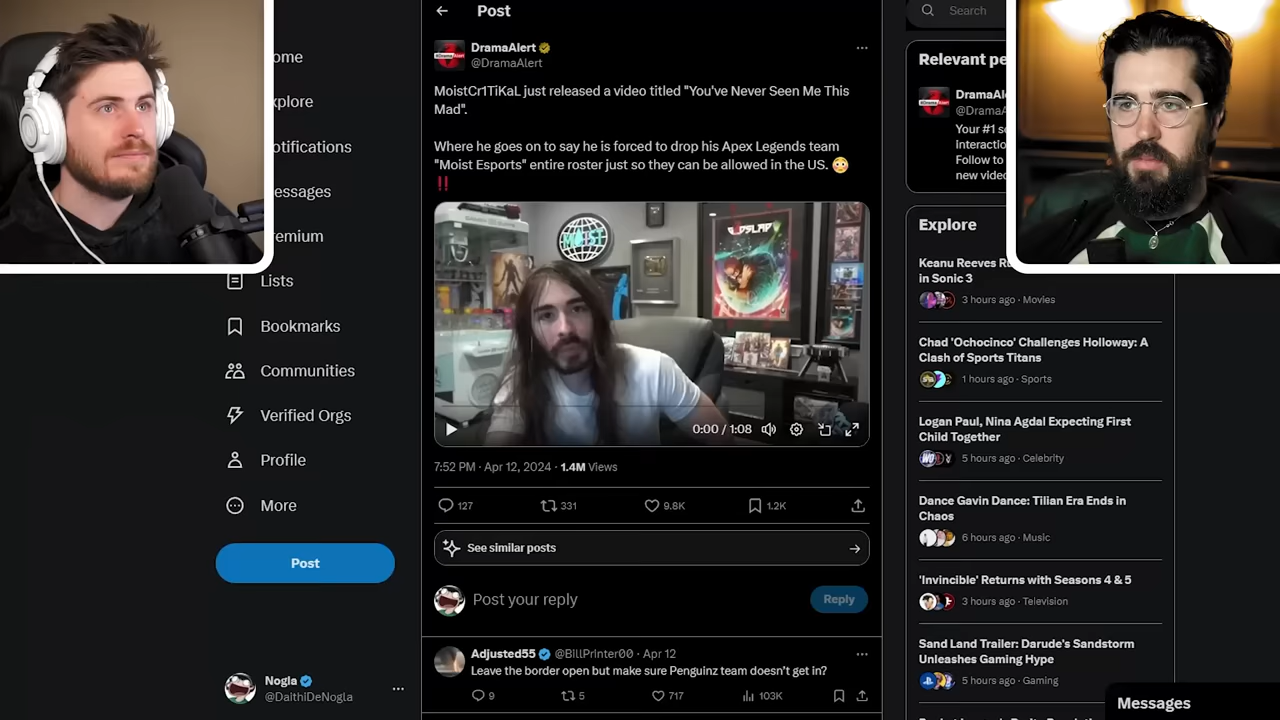 Post
DramaAlert
@DramaAlert
MoistCr1TiKaL just released a video titled "You've Never Seen Me This
Mad".
Where he goes on to say he is forced to drop his Apex Legends team
"Moist Esports" entire roster just so they can be allowed in the US. 😳
‼️
MOIST
0:00 / 1:08
7:52 PM · Apr 12, 2024 · 1.4M Views
127
331
9.8K
1.2K
See similar posts
Post your reply
Reply
Adjusted55 @BillPrinter00 · Apr 12
Leave the border open but make sure Penguinz team doesn't get in?
9
5
717
103K
ome
xplore
otifications
essages
remium
Lists
Bookmarks
Communities
Verified Orgs
Profile
More
Post
Nogla
@DaithiDeNogla
Search
Relevant pe
DramaAl
@DramaA
Your #1 s
Interactio
Follow to
new video
Explore
Keanu Reeves R
in Sonic 3
3 hours ago · Movies
Chad 'Ochocinco' Challenges Holloway: A
Clash of Sports Titans
1 hours ago · Sports
Logan Paul, Nina Agdal Expecting First
Child Together
5 hours ago · Celebrity
Dance Gavin Dance: Tilian Era Ends in
Chaos
6 hours ago · Music
'Invincible' Returns with Seasons 4 & 5
3 hours ago · Television
Sand Land Trailer: Darude's Sandstorm
Unleashes Gaming Hype
5 hours ago · Gaming
Messages